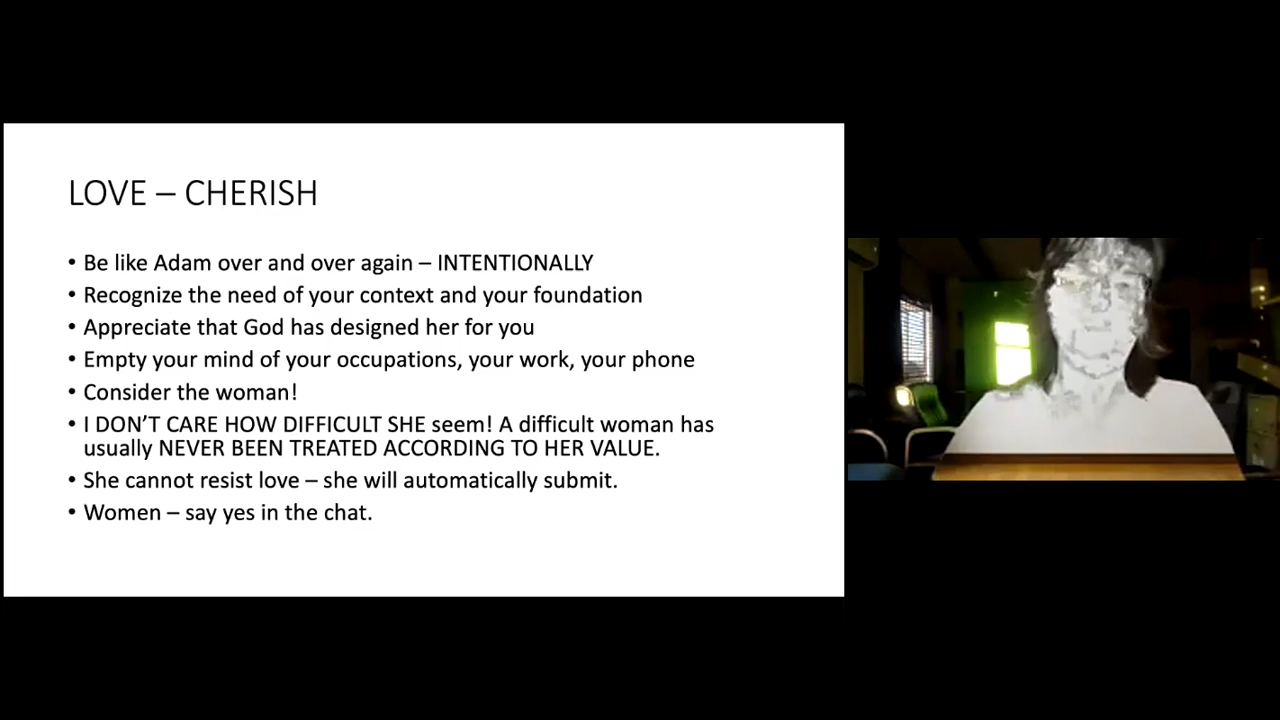 LOVE – CHERISH
• Be like Adam over and over again – INTENTIONALLY
• Recognize the need of your context and your foundation
• Appreciate that God has designed her for you
• Empty your mind of your occupations, your work, your phone
• Consider the woman!
• I DON’T CARE HOW DIFFICULT SHE seem! A difficult woman has
usually NEVER BEEN TREATED ACCORDING TO HER VALUE.
• She cannot resist love – she will automatically submit.
• Women – say yes in the chat.